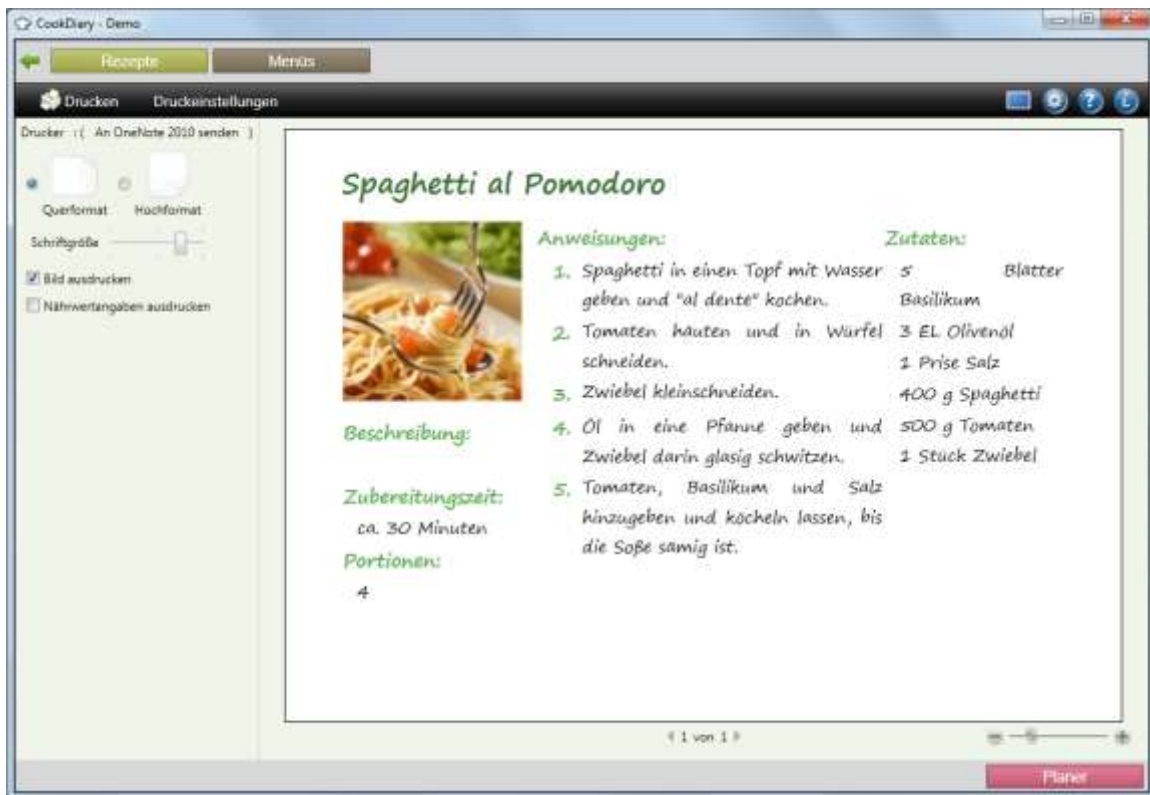 CookDiary - Demo
Rezepte
Menüs
Drucken
Druckeinstellungen
Drucker :( An OneNote 2010 senden )
Querformat
Hochformat
Schriftgröße
Bild ausdrucken
Nährwertangaben ausdrucken
Spaghetti al Pomodoro
Beschreibung:
Zubereitungszeit:
ca. 30 Minuten
Portionen:
4
Anweisungen:
1. Spaghetti in einen Topf mit Wasser
geben und "al dente" kochen.
2. Tomaten häuten und in Würfel
schneiden.
3. Zwiebel kleinschneiden.
4. Öl in eine Pfanne geben und
Zwiebel darin glasig schwitzen.
5. Tomaten, Basilikum und Salz
hinzugeben und köcheln lassen, bis
die Soße sämig ist.
Zutaten:
5 Blätter
Basilikum
3 EL Olivenöl
1 Prise Salz
400 g Spaghetti
500 g Tomaten
1 Stück Zwiebel
1 von 1
Planer